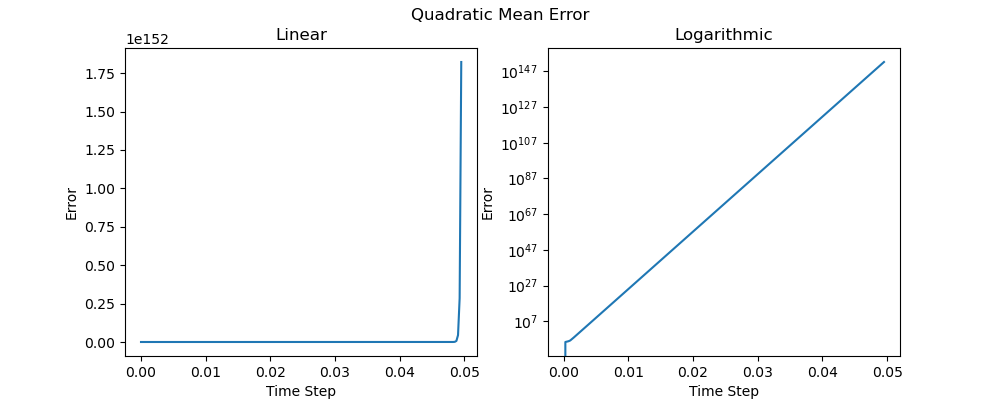 Quadratic Mean Error
Linear
1e152
1.75
1.50
1.25
1.00
0.75
0.50
0.25
0.00
Error
0.00 0.01 0.02 0.03 0.04 0.05
Time Step
Logarithmic
10^147
10^127
10^107
10^87
10^67
10^47
10^27
10^7
Error
0.00 0.01 0.02 0.03 0.04 0.05
Time Step